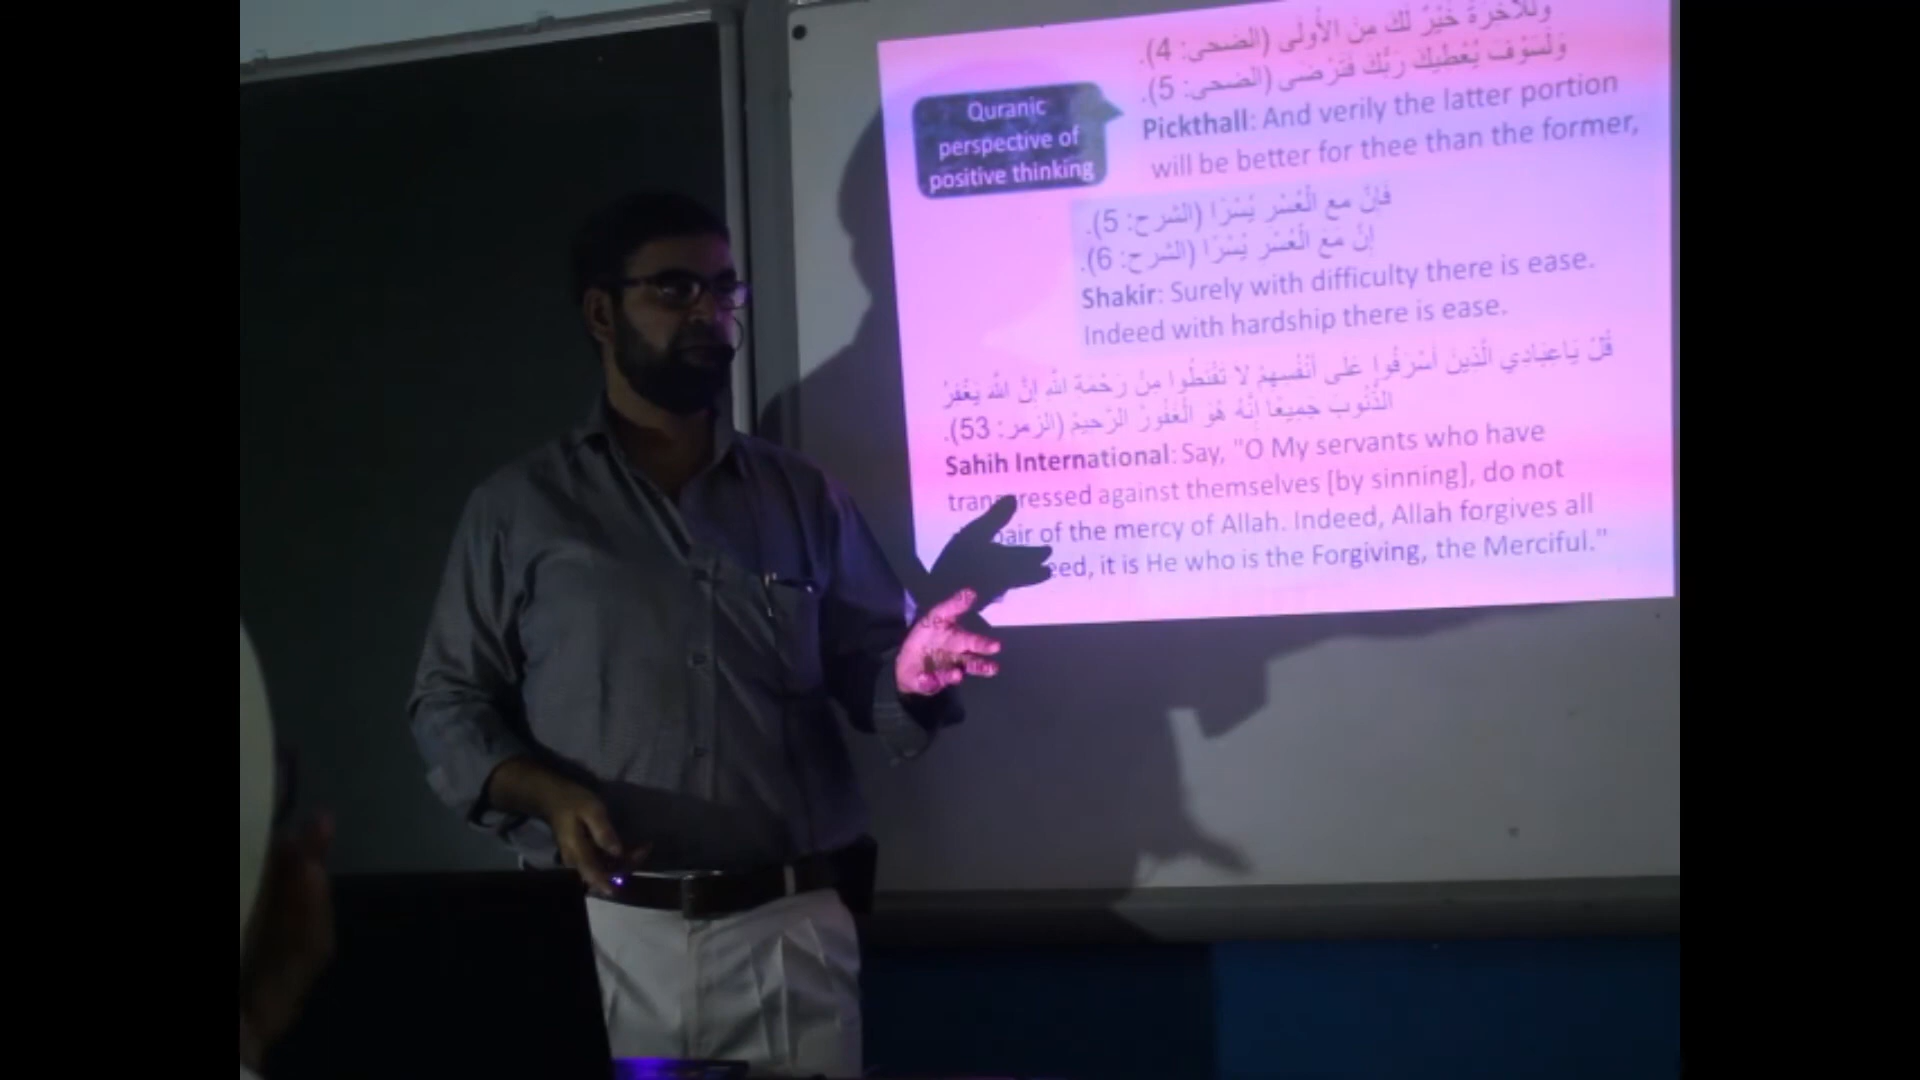 وَلَلْآخِرَةُ خَيْرٌ لَكَ مِنَ الْأُولَى (الضحى: 4).
وَلَسَوْفَ يُعْطِيكَ رَبُّكَ فَتَرْضَى (الضحى: 5).
Quranic
perspective of
positive thinking
Pickthall: And verily the latter portion
will be better for thee than the former,
فَإِنَّ مَعَ الْعُسْرِ يُسْرًا (الشرح: 5).
إِنَّ مَعَ الْعُسْرِ يُسْرًا (الشرح: 6).
Shakir: Surely with difficulty there is ease.
Indeed with hardship there is ease.
قُلْ يَاعِبَادِي الَّذِينَ أَسْرَفُوا عَلَى أَنْفُسِهِمْ لَا تَقْنَطُوا مِنْ رَحْمَةِ اللَّهِ إِنَّ اللَّهَ يَغْفِرُ
الذُّنُوبَ جَمِيعًا إِنَّهُ هُوَ الْغَفُورُ الرَّحِيمُ (الزمر: 53).
Sahih International: Say, "O My servants who have
transgressed against themselves [by sinning], do not
of the mercy of Allah. Indeed, Allah forgives all
it is He who is the Forgiving, the Merciful."